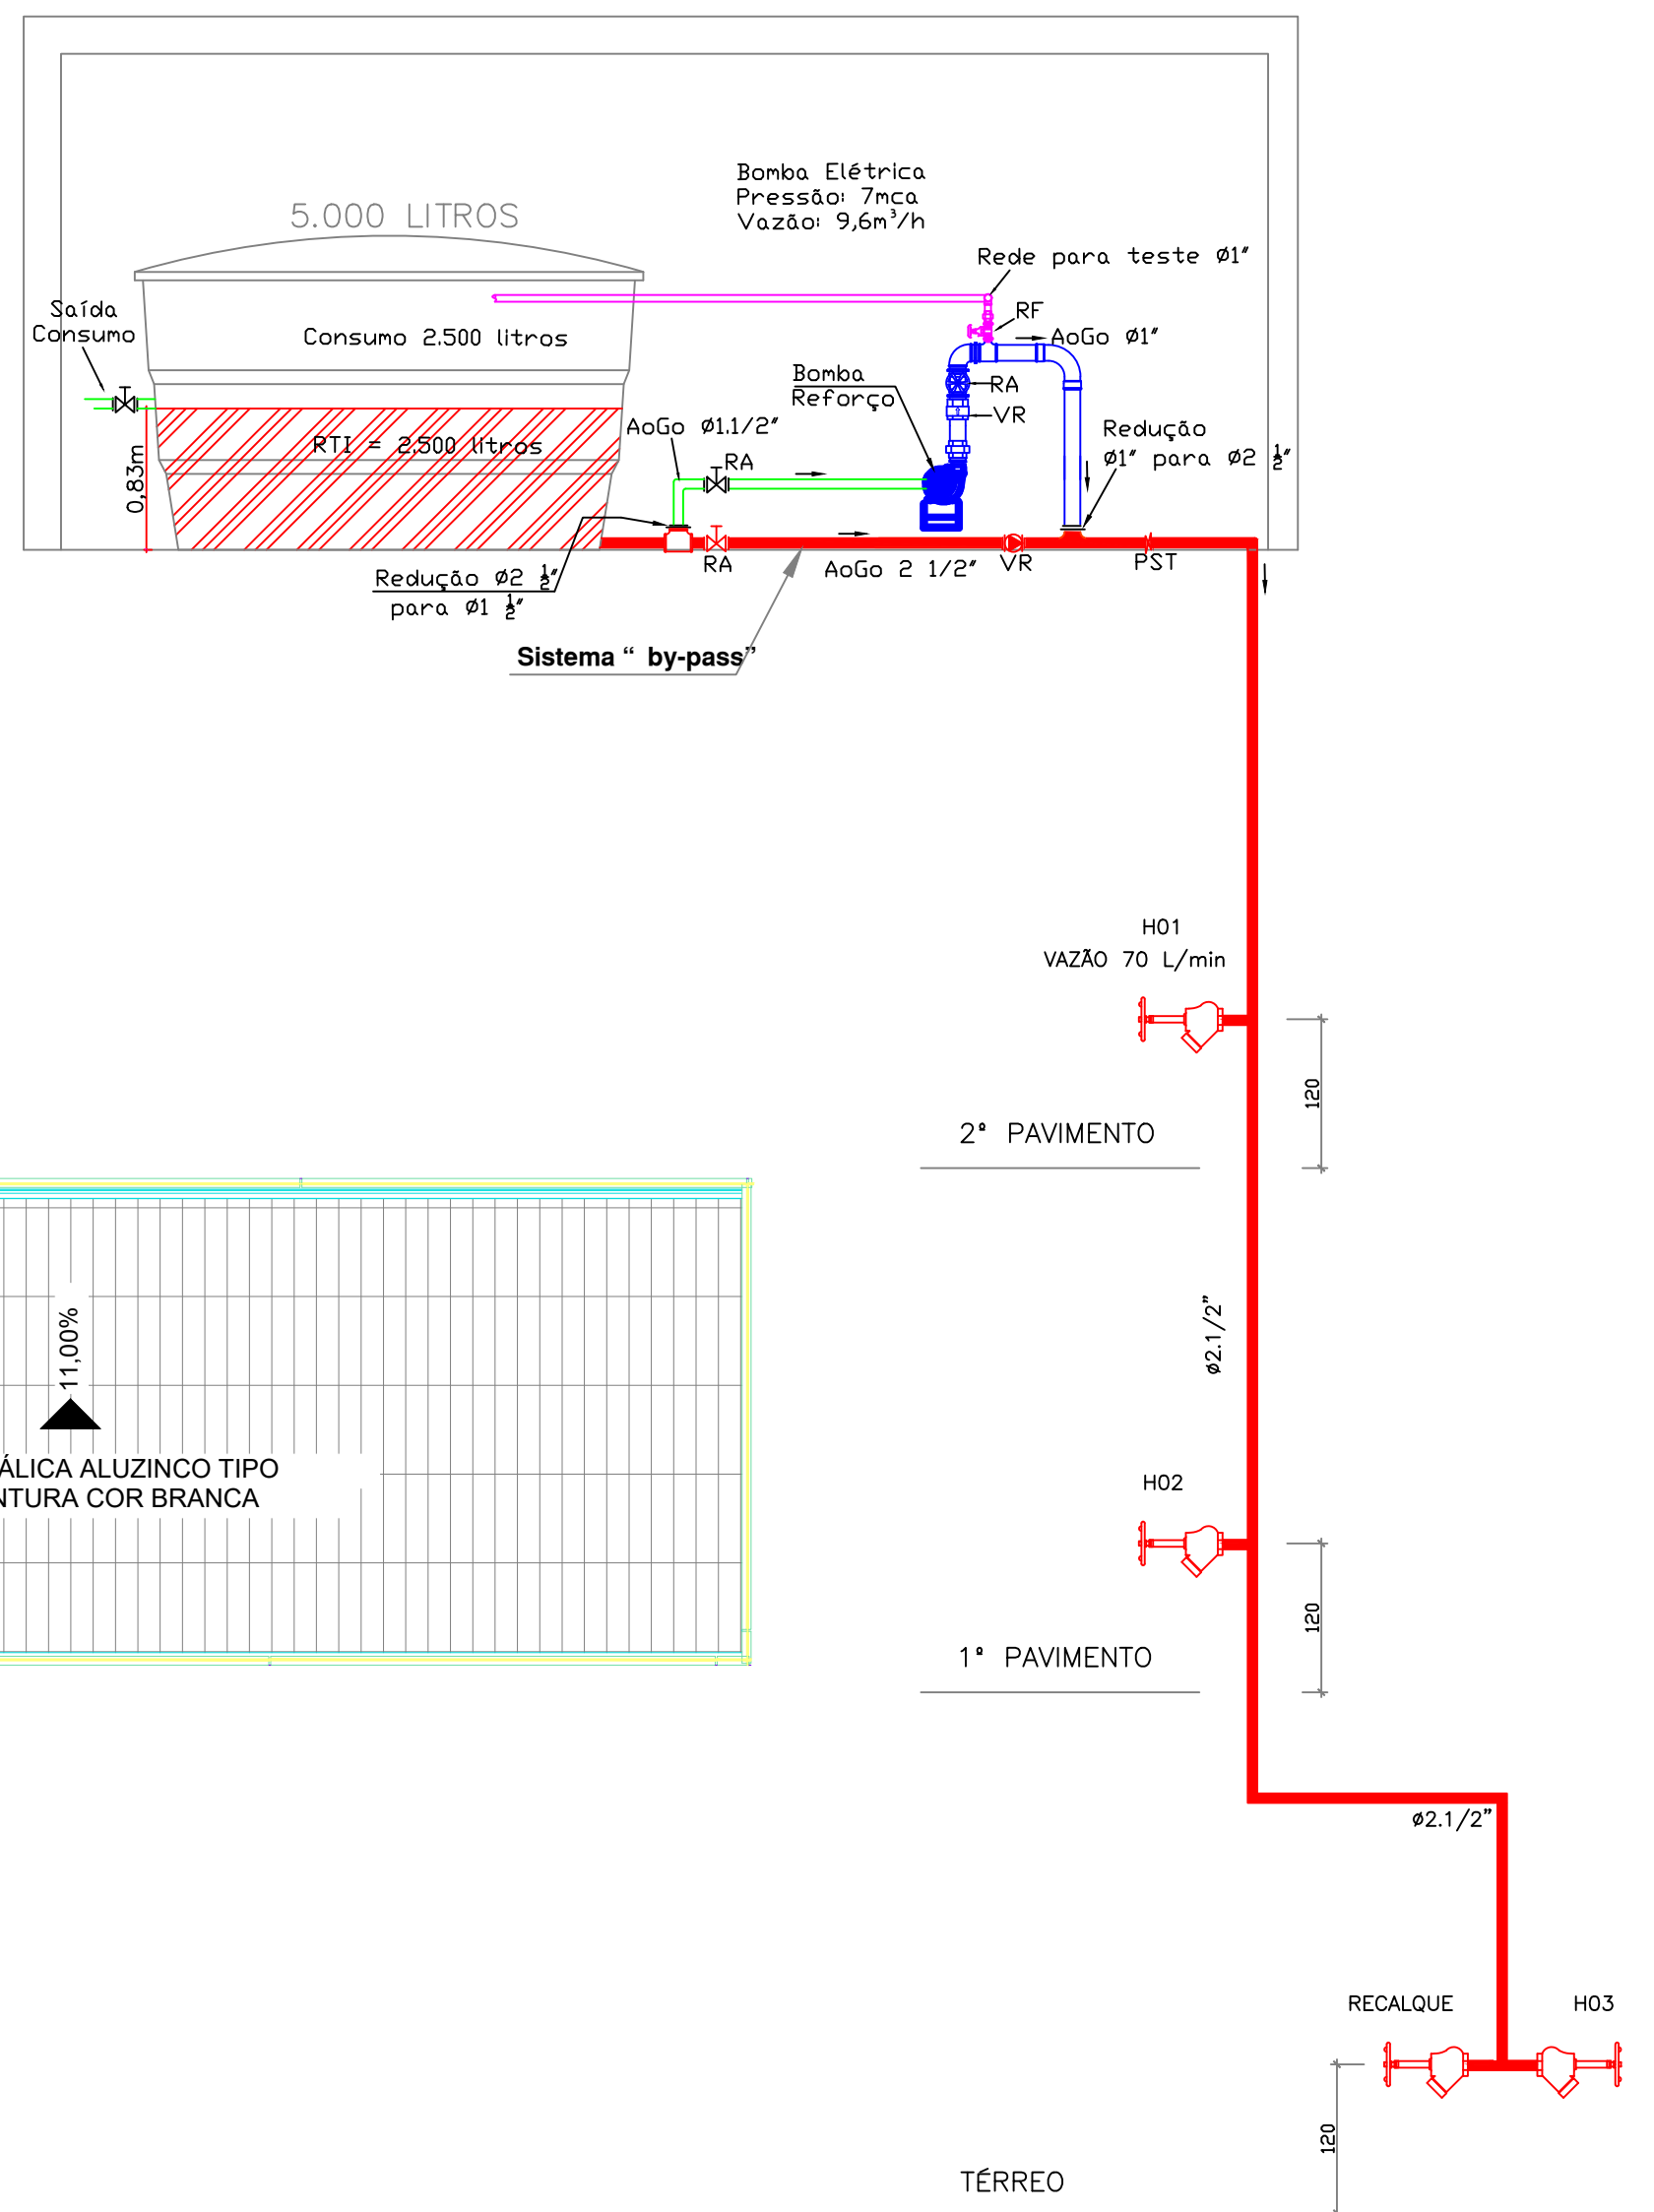 Bomba Elétrica
Pressão: 7mca
Vazão: 9,6m³/h
5.000 LITROS
Rede para teste Ø1"
Saída
Consumo
RF
Consumo 2.500 litros
AoGo Ø1"
Bomba
Reforço
RA
VR
AoGo Ø1.1/2"
Redução
Ø1" para Ø2 ½"
RTI = 2.500 litros
RA
0,83m
RA
AoGo 2 1/2"
VR
PST
Redução Ø2 ½"
para Ø1 ½"
Sistema “ by-pass”
H01
VAZÃO 70 L/min
120
2º PAVIMENTO
ø2.1/2"
11,00%
ÁLICA ALUZINCO TIPO
NTURA COR BRANCA
H02
120
1º PAVIMENTO
ø2.1/2"
RECALQUE
H03
120
TÉRREO